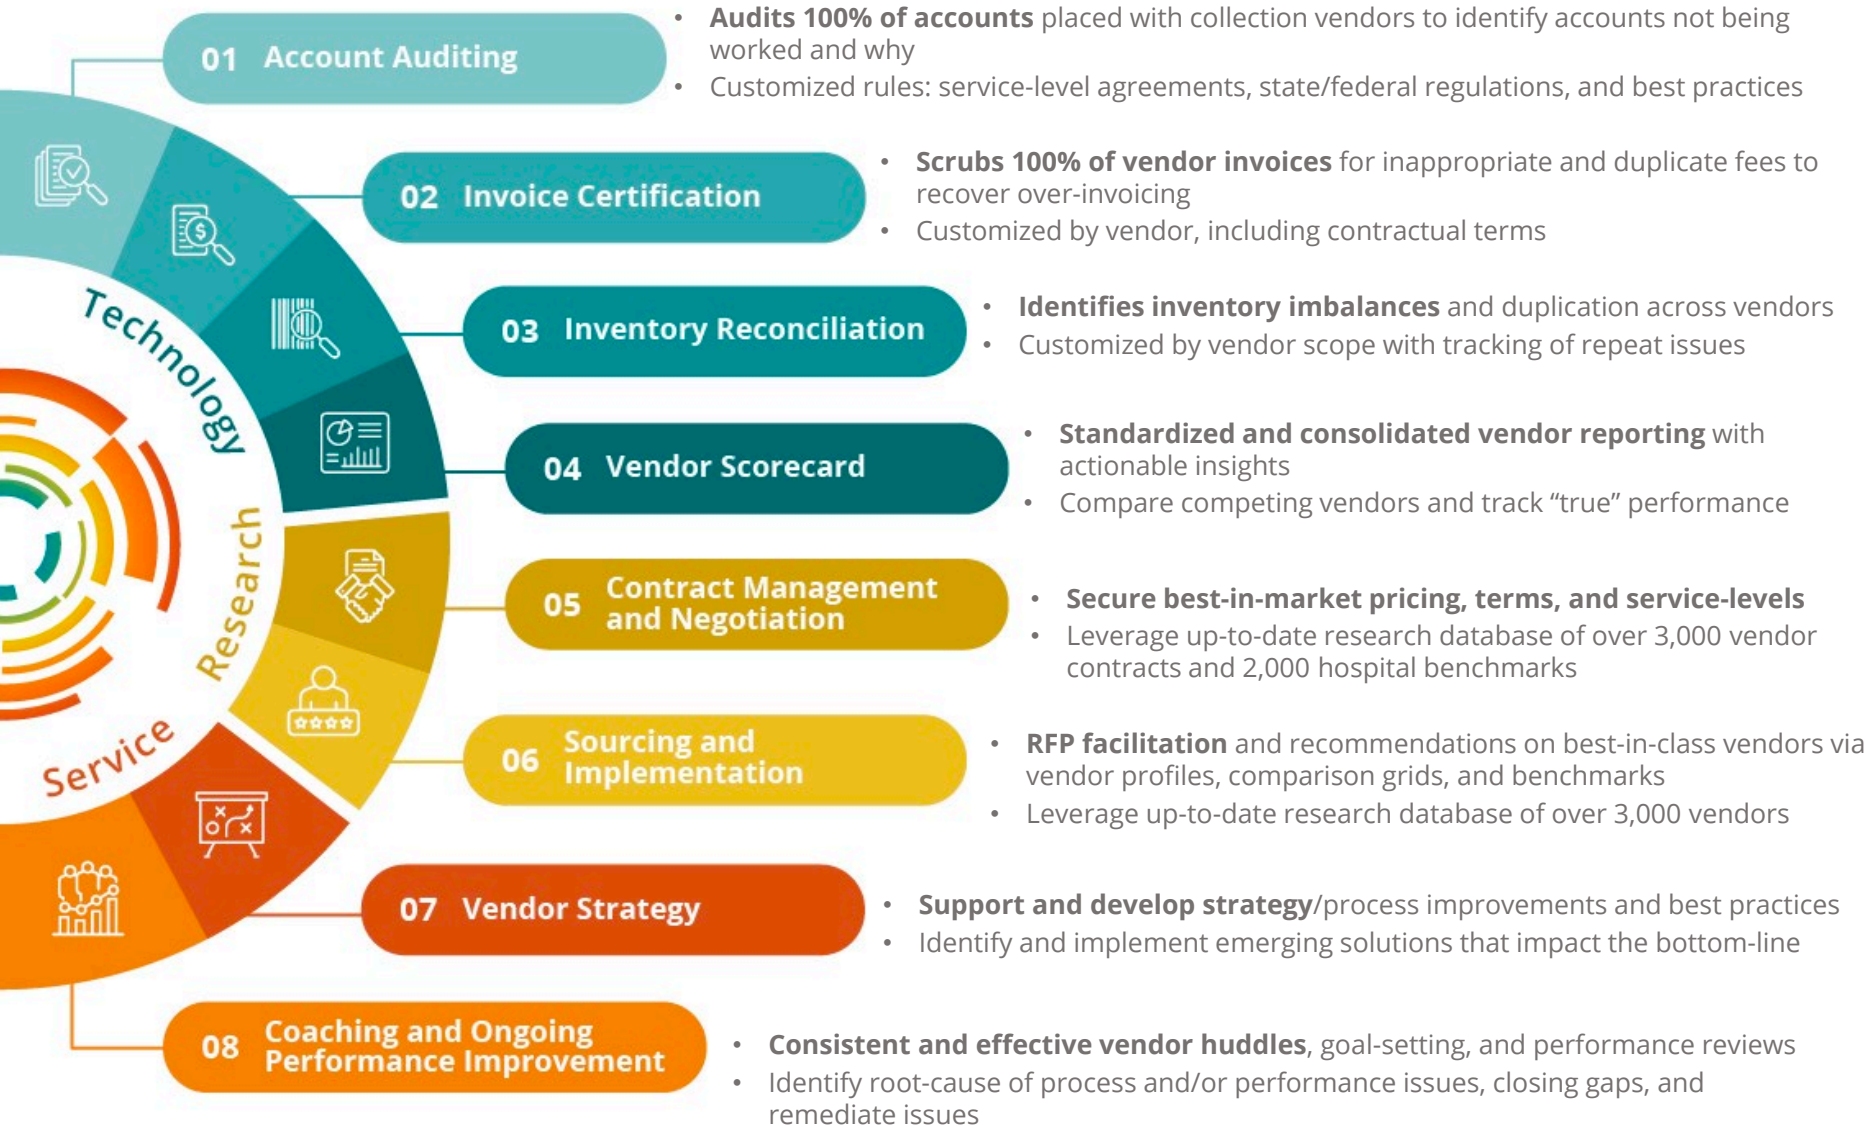 01 Account Auditing
• Audits 100% of accounts placed with collection vendors to identify accounts not being
worked and why
• Customized rules: service-level agreements, state/federal regulations, and best practices
02 Invoice Certification
• Scrubs 100% of vendor invoices for inappropriate and duplicate fees to
recover over-invoicing
• Customized by vendor, including contractual terms
03 Inventory Reconciliation
• Identifies inventory imbalances and duplication across vendors
• Customized by vendor scope with tracking of repeat issues
04 Vendor Scorecard
• Standardized and consolidated vendor reporting with
actionable insights
• Compare competing vendors and track “true” performance
05 Contract Management
and Negotiation
• Secure best-in-market pricing, terms, and service-levels
• Leverage up-to-date research database of over 3,000 vendor
contracts and 2,000 hospital benchmarks
06 Sourcing and
Implementation
• RFP facilitation and recommendations on best-in-class vendors via
vendor profiles, comparison grids, and benchmarks
• Leverage up-to-date research database of over 3,000 vendors
07 Vendor Strategy
• Support and develop strategy/process improvements and best practices
• Identify and implement emerging solutions that impact the bottom-line
08 Coaching and Ongoing
Performance Improvement
• Consistent and effective vendor huddles, goal-setting, and performance reviews
• Identify root-cause of process and/or performance issues, closing gaps, and
remediate issues
Technology
Research
Service